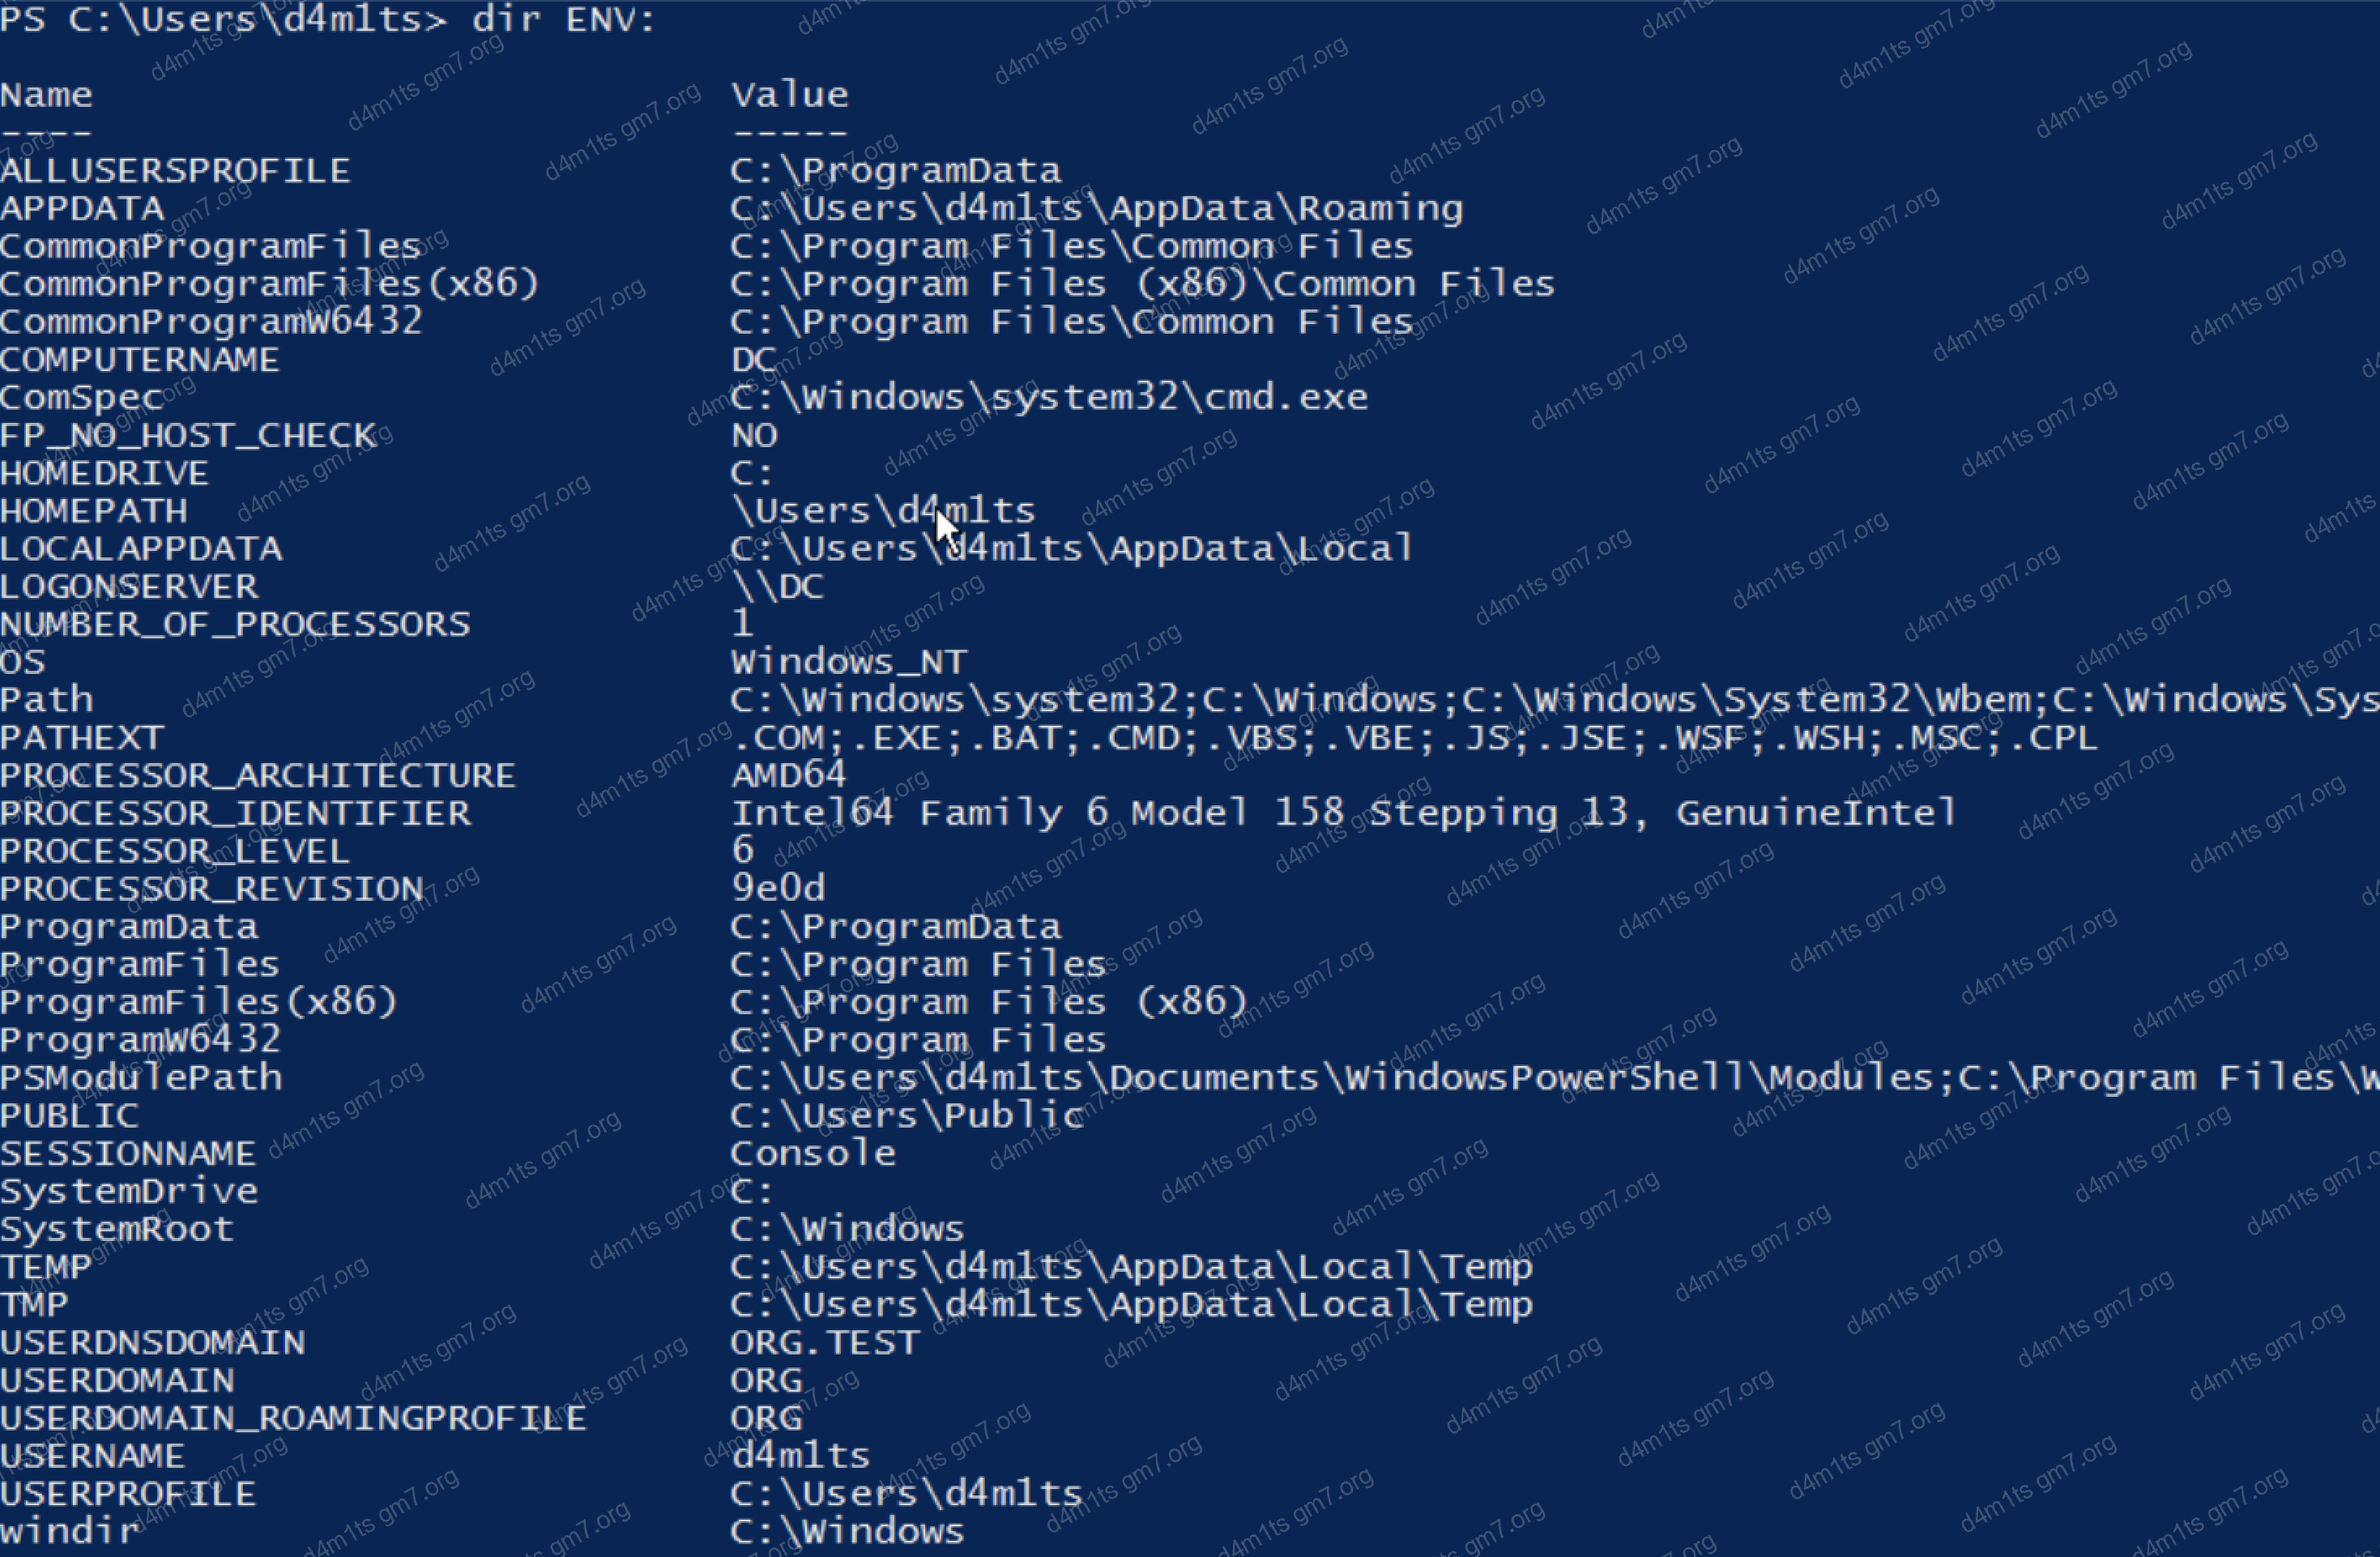 PS C:\Users\d4m1ts> dir ENV:
Name Value
---- -----
ALLUSERSPROFILE C:\ProgramData
APPDATA C:\Users\d4m1ts\AppData\Roaming
CommonProgramFiles C:\Program Files\Common Files
CommonProgramFiles(x86) C:\Program Files (x86)\Common Files
CommonProgramW6432 C:\Program Files\Common Files
COMPUTERNAME DC
ComSpec C:\Windows\system32\cmd.exe
FP_NO_HOST_CHECK NO
HOMEDRIVE C:
HOMEPATH \Users\d4m1ts
LOCALAPPDATA C:\Users\d4m1ts\AppData\Local
LOGONSERVER \\DC
NUMBER_OF_PROCESSORS 1
OS Windows_NT
Path C:\Windows\system32;C:\Windows;C:\Windows\System32\Wbem;C:\Windows\Sys
PATHEXT .COM;.EXE;.BAT;.CMD;.VBS;.VBE;.JS;.JSE;.WSF;.WSH;.MSC;.CPL
PROCESSOR_ARCHITECTURE AMD64
PROCESSOR_IDENTIFIER Intel64 Family 6 Model 158 Stepping 13, GenuineIntel
PROCESSOR_LEVEL 6
PROCESSOR_REVISION 9e0d
ProgramData C:\ProgramData
ProgramFiles C:\Program Files
ProgramFiles(x86) C:\Program Files (x86)
ProgramW6432 C:\Program Files
PSModulePath C:\Users\d4m1ts\Documents\WindowsPowerShell\Modules;C:\Program Files\W
PUBLIC C:\Users\Public
SESSIONNAME Console
SystemDrive C:
SystemRoot C:\Windows
TEMP C:\Users\d4m1ts\AppData\Local\Temp
TMP C:\Users\d4m1ts\AppData\Local\Temp
USERDNSDOMAIN ORG.TEST
USERDOMAIN ORG
USERDOMAIN_ROAMINGPROFILE ORG
USERNAME d4m1ts
USERPROFILE C:\Users\d4m1ts
windir C:\Windows
d4m1ts gm7.org